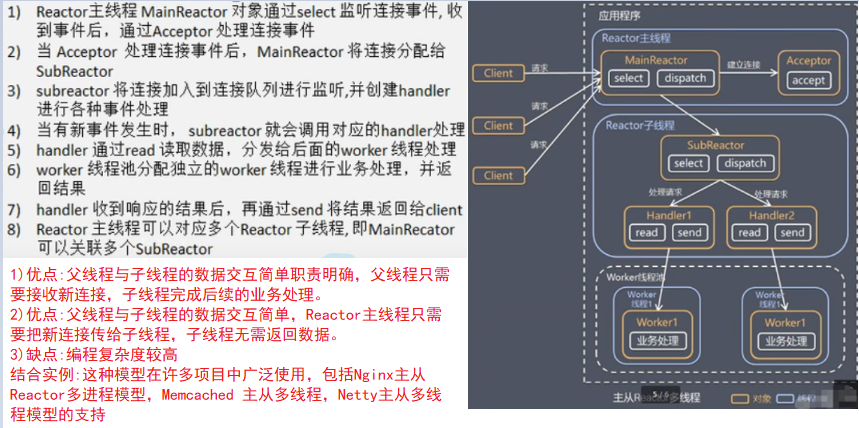 1) Reactor主线程 MainReactor 对象通过select 监听连接事件, 收
到事件后，通过Acceptor 处理连接事件
2) 当 Acceptor 处理连接事件后，MainReactor 将连接分配给
SubReactor
3) subreactor 将连接加入到连接队列进行监听,并创建handler
进行各种事件处理
4) 当有新事件发生时， subreactor 就会调用对应的handler处理
5) handler 通过read 读取数据，分发给后面的worker 线程处理
6) worker 线程池分配独立的worker 线程进行业务处理，并返
回结果
7) handler 收到响应的结果后，再通过send 将结果返回给client
8) Reactor 主线程可以对应多个Reactor 子线程, 即MainRecator
可以关联多个SubReactor
1)优点:父线程与子线程的数据交互简单职责明确，父线程只需
要接收新连接，子线程完成后续的业务处理。
2)优点:父线程与子线程的数据交互简单，Reactor主线程只需
要把新连接传给子线程，子线程无需返回数据。
3)缺点:编程复杂度较高
结合实例:这种模型在许多项目中广泛使用，包括Nginx主从
Reactor多进程模型，Memcached 主从多线程，Netty主从多线
程模型的支持
应用程序
Reactor主线程
MainReactor
select
dispatch
建立连接
Acceptor
accept
Client
请求
Client
请求
Client
请求
Reactor子线程
SubReactor
select
dispatch
处理请求
处理请求
Handler1
read
send
Handler2
read
send
Worker线程池
Worker
线程1
Worker1
业务处理
Worker
线程1
Worker1
业务处理
5 / 6
主从Reactor多线程
对象
线程